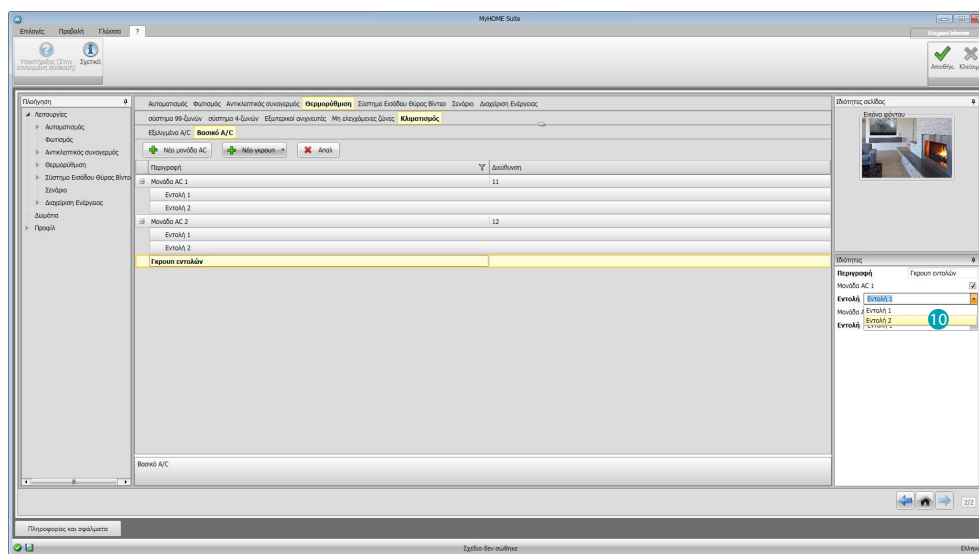 MyHOME Suite
Επιλογές Προβολή Γλώσσα ?
Υποστήριξης (Στην επιλεγμένη συσκευή)
Σχετικά
Αποθήκ. Κλείσιμ
Πλοήγηση
Λειτουργίες
Αυτοματισμός
Φωτισμός
Αντικλεπτικός συναγερμός
Θερμορύθμιση
Σύστημα Εισόδου Θύρας Βίντεο
Σενάριο
Διαχείριση Ενέργειας
Δωμάτια
Προφίλ
Αυτοματισμός Φωτισμός Αντικλεπτικός συναγερμός Θερμορύθμιση Σύστημα Εισόδου Θύρας Βίντεο Σενάριο Διαχείριση Ενέργειας
σύστημα 99-ζωνών σύστημα 4-ζωνών Εξωτερικοί ανιχνευτές Μη ελεγχόμενες ζώνες Κλιματισμός
Εξελιγμένο A/C Βασικό A/C
Νέο μονάδα AC Νέο γκρουπ Απαλ
Περιγραφή Διεύθυνση
Μονάδα AC 1 11
Εντολή 1
Εντολή 2
Μονάδα AC 2 12
Εντολή 1
Εντολή 2
Γκρουπ εντολών
Βασικό A/C
Ιδιότητες σελίδας
Εικόνα φόντου
Ιδιότητες
Περιγραφή Γκρουπ εντολών
Μονάδα AC 1
Εντολή Εντολή 1
Εντολή 1
Μονάδα
Εντολή 2
10
Εντολή Εντολή 1
2/2
Πληροφορίες και σφάλματα
Σχέδιο δεν σώθηκε
Ελλην